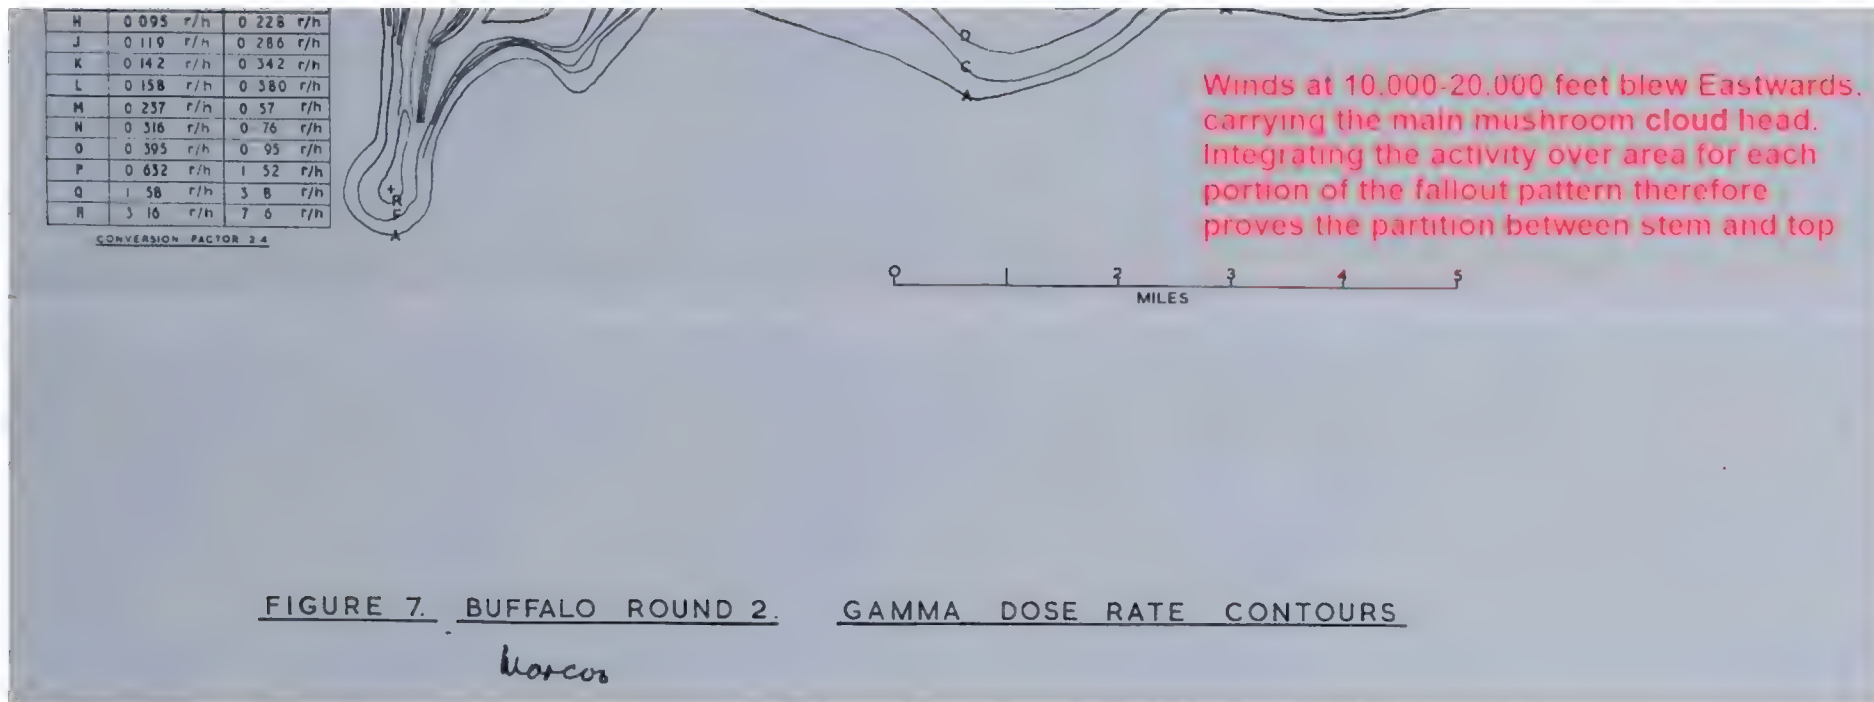 H 0 095 r/h 0 228 r/h
J 0 119 r/h 0 286 r/h
K 0 142 r/h 0 342 r/h
L 0 158 r/h 0 380 r/h
M 0 237 r/h 0 57 r/h
N 0 316 r/h 0 76 r/h
O 0 395 r/h 0 95 r/h
P 0 632 r/h 1 52 r/h
Q 1 58 r/h 3 8 r/h
R 3 16 r/h 7 6 r/h
CONVERSION FACTOR 2 4
R
F
A
D
C
A
Winds at 10,000-20,000 feet blew Eastwards,
carrying the main mushroom cloud head.
Integrating the activity over area for each
portion of the fallout pattern therefore
proves the partition between stem and top
0 1 2 3 4 5
MILES
FIGURE 7. BUFFALO ROUND 2. GAMMA DOSE RATE CONTOURS
Marcos